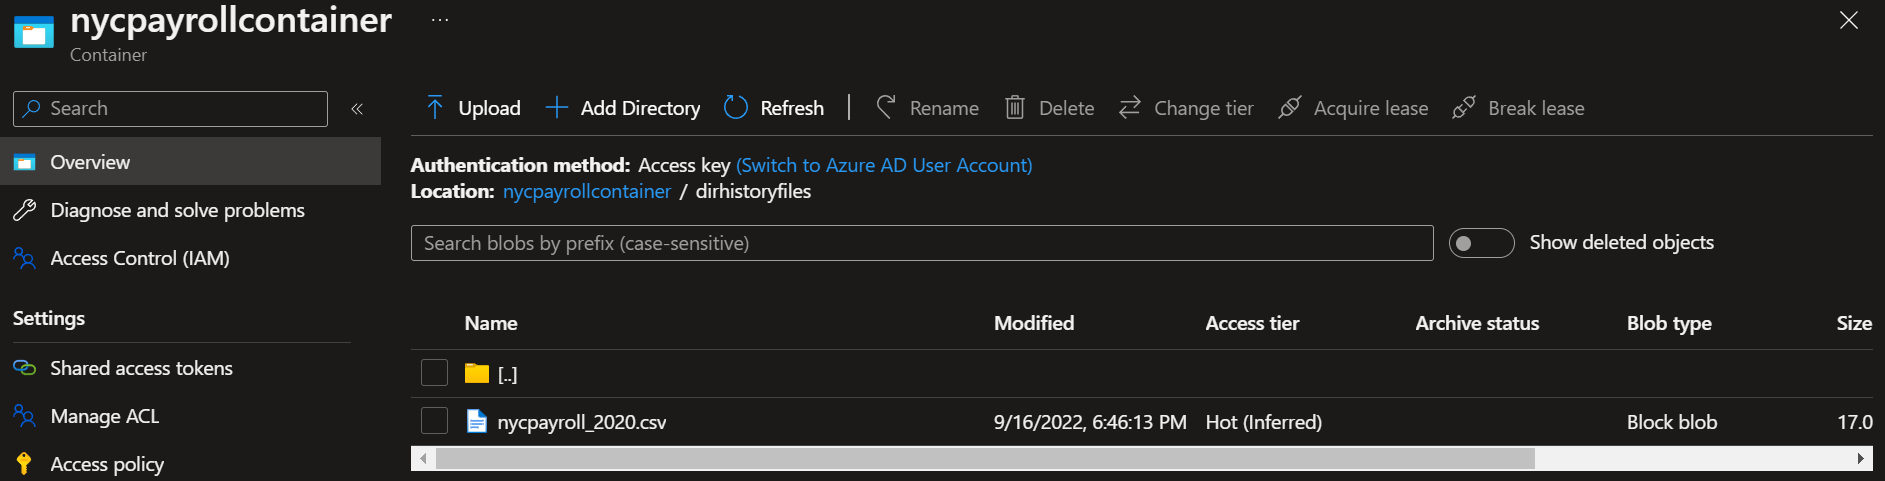 nycpayrollcontainer ...
Container
Search «
Overview
Diagnose and solve problems
Access Control (IAM)
Settings
Shared access tokens
Manage ACL
Access policy
Upload Add Directory Refresh Rename Delete Change tier Acquire lease Break lease
Authentication method: Access key (Switch to Azure AD User Account)
Location: nycpayrollcontainer / dirhistoryfiles
Search blobs by prefix (case-sensitive) Show deleted objects
Name Modified Access tier Archive status Blob type Size
[..]
nycpayroll_2020.csv 9/16/2022, 6:46:13 PM Hot (Inferred) Block blob 17.0